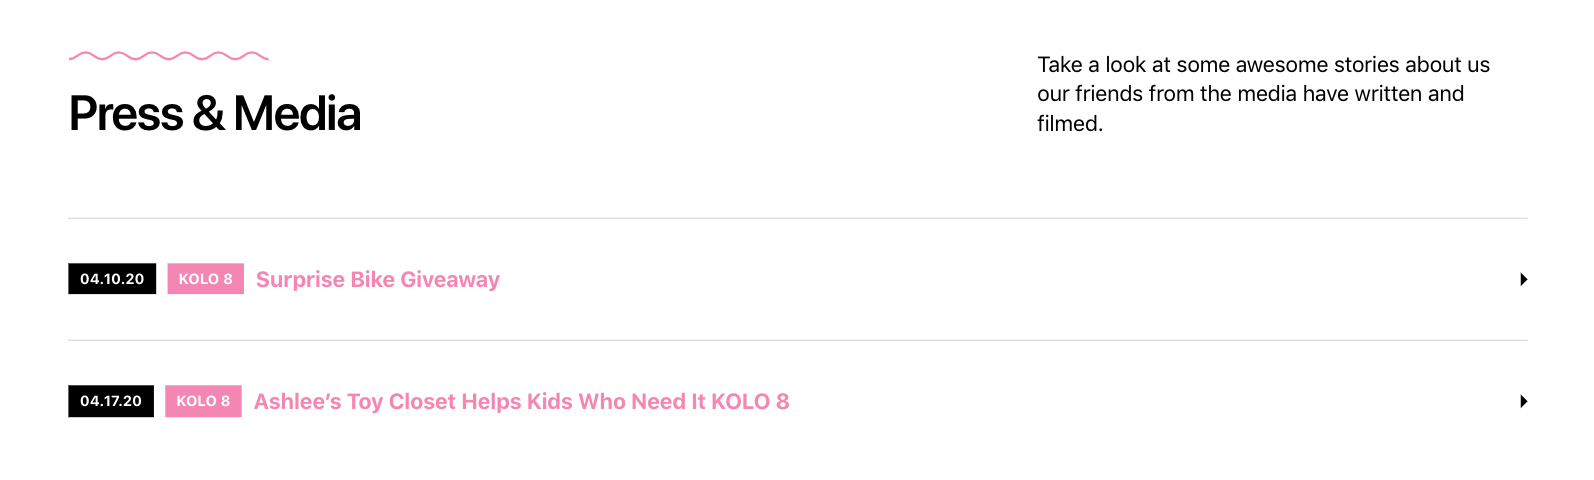 Press & Media
Take a look at some awesome stories about us
our friends from the media have written and
filmed.
04.10.20 KOLO 8 Surprise Bike Giveaway
04.17.20 KOLO 8 Ashlee’s Toy Closet Helps Kids Who Need It KOLO 8